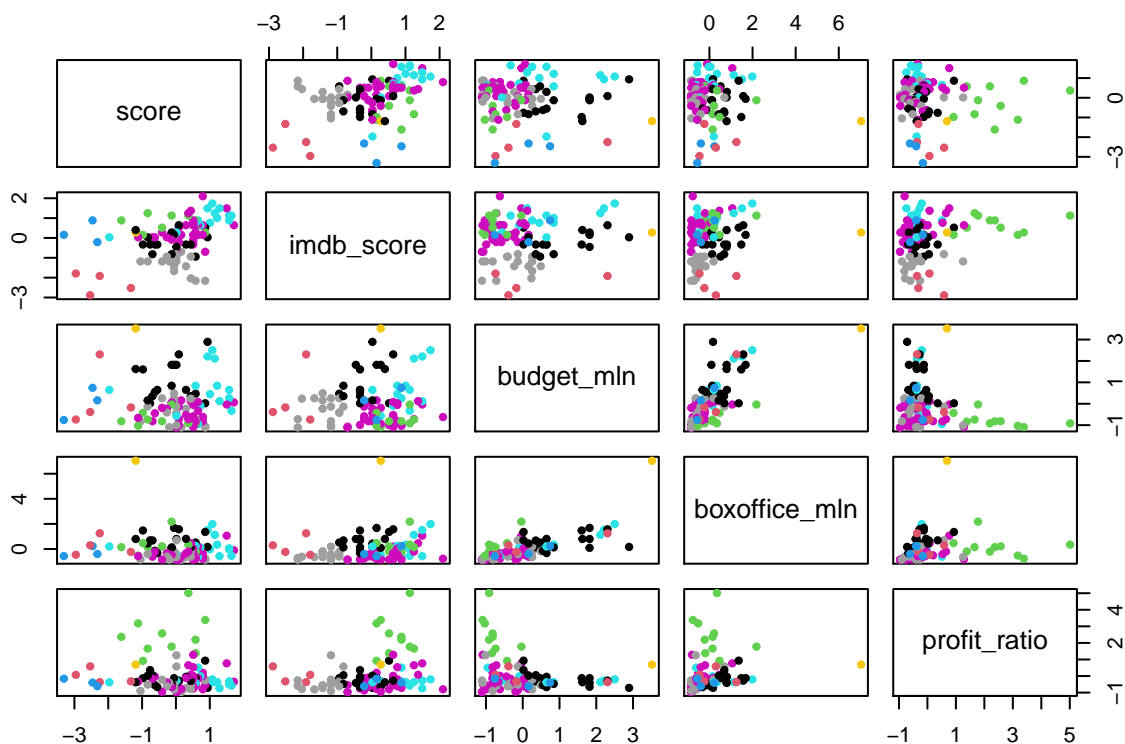 −3 −1 1 2
0 2 4 6
score
−3 −1 0
imdb_score
−3 0 2
budget_mln
−1 1 3
boxoffice_mln
0 4
profit_ratio
−1 2 4
−3 −1 1
−1 0 1 2 3
−1 1 3 5